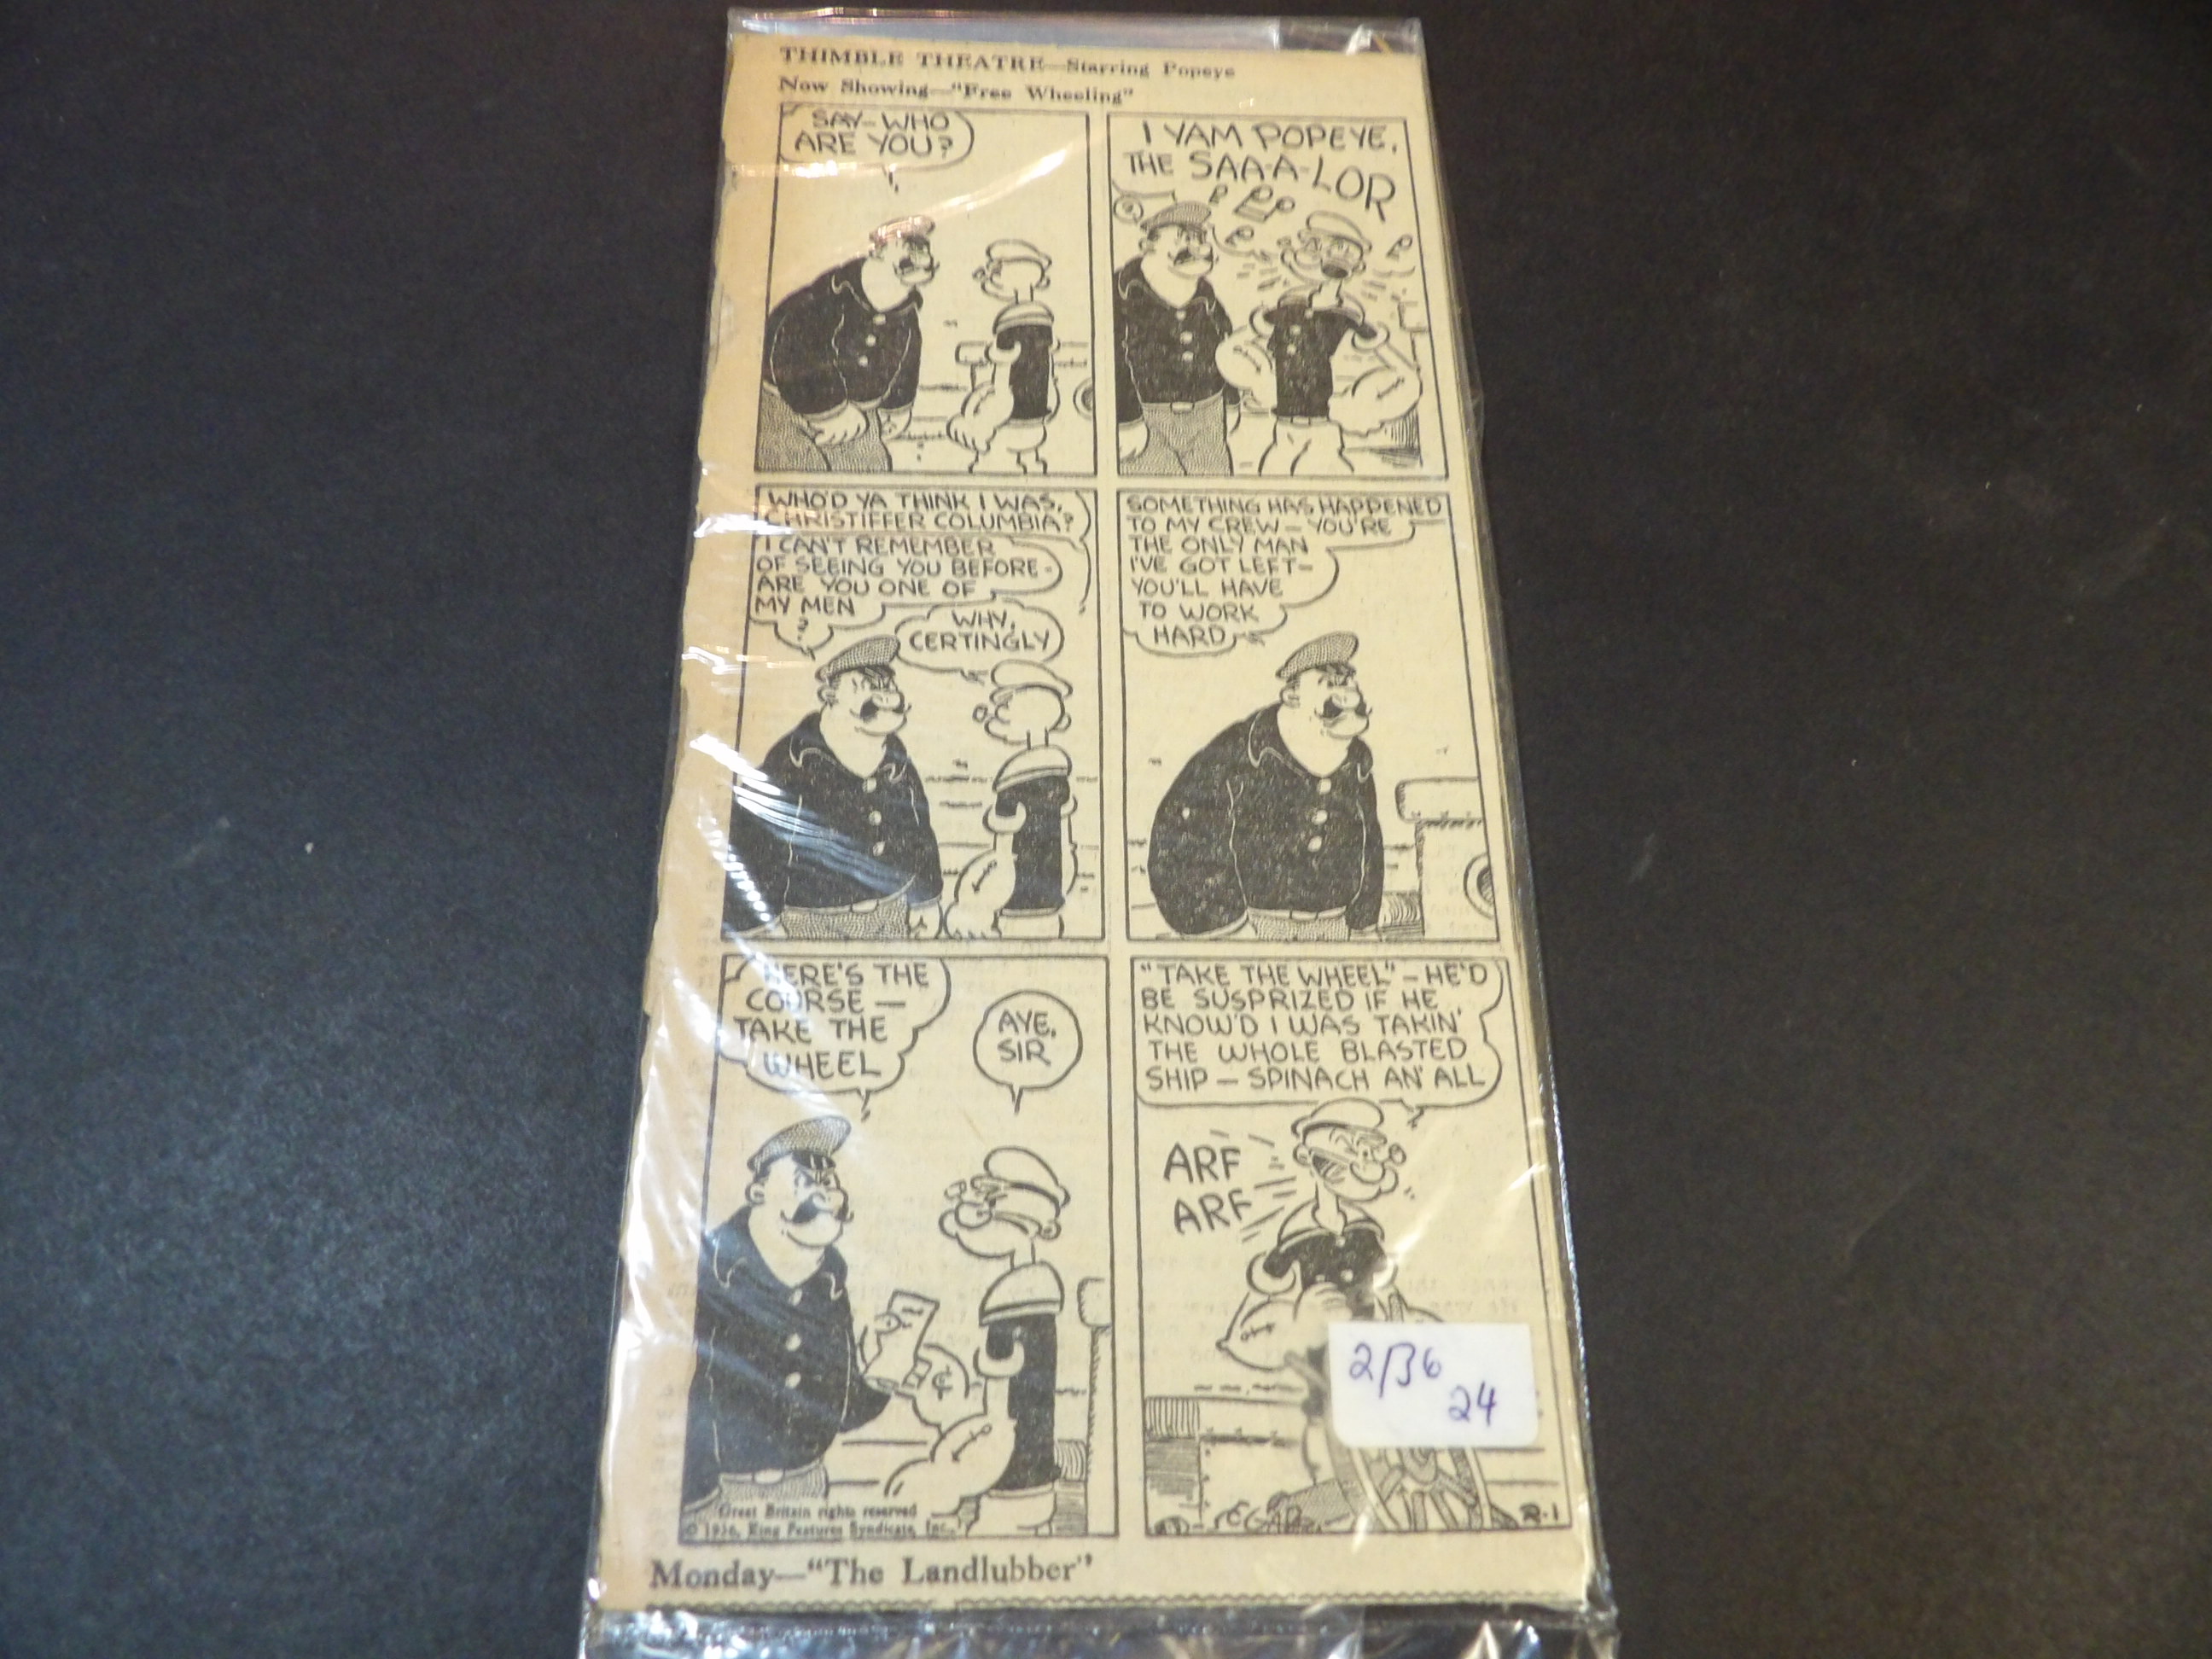 THIMBLE THEATRE—Starring Popeye
Now Showing—"Free Wheeling"
SAY-WHO
ARE YOU?
I YAM POPEYE,
THE SAA-A-LOR
?
WHO'D YA THINK I WAS,
CHRISTIFFER COLUMBIA?
I CAN'T REMEMBER
OF SEEING YOU BEFORE-
ARE YOU ONE OF
MY MEN
?
WHY,
CERTINGLY
SOMETHING HAS HAPPENED
TO MY CREW — YOU'RE
THE ONLY MAN
I'VE GOT LEFT—
YOU'LL HAVE
TO WORK
HARD
HERE'S THE
COURSE —
TAKE THE
WHEEL
AYE,
SIR
"TAKE THE WHEEL" — HE'D
BE SUSPRIZED IF HE
KNOW'D I WAS TAKIN'
THE WHOLE BLASTED
SHIP — SPINACH AN' ALL
ARF
ARF
2/36
24
Great Britain rights reserved
© 1936, King Features Syndicate, Inc.
SEGAR
2-1
Monday—"The Landlubber"